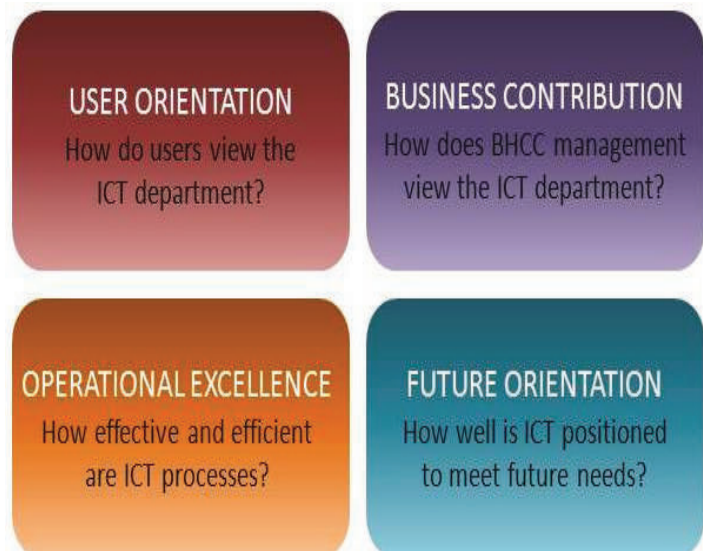 USER ORIENTATION
How do users view the
ICT department?
BUSINESS CONTRIBUTION
How does BHCC management
view the ICT department?
OPERATIONAL EXCELLENCE
How effective and efficient
are ICT processes?
FUTURE ORIENTATION
How well is ICT positioned
to meet future needs?